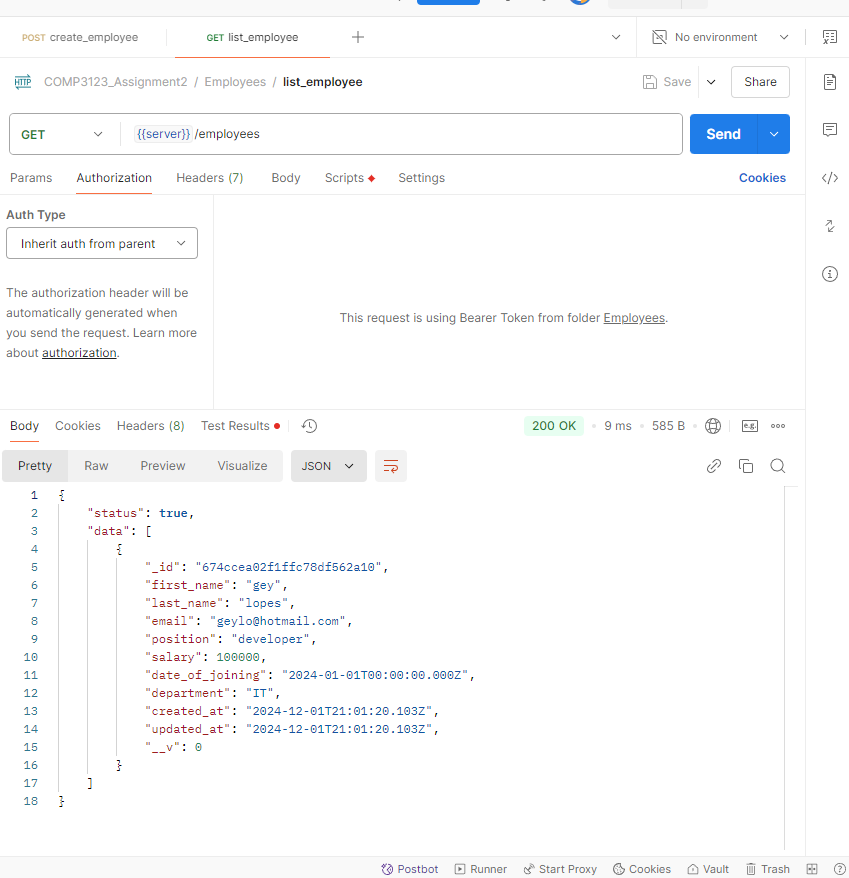 POST create_employee
GET list_employee
No environment
HTTP COMP3123_Assignment2 / Employees / list_employee
Save
Share
GET
{{server}} /employees
Send
Params Authorization Headers (7) Body Scripts Settings Cookies
Auth Type
Inherit auth from parent
The authorization header will be
automatically generated when
you send the request. Learn more
about authorization.
This request is using Bearer Token from folder Employees.
Body Cookies Headers (8) Test Results 200 OK 9 ms 585 B e.g.
Pretty Raw Preview Visualize JSON
1 {
2 "status": true,
3 "data": [
4 {
5 "_id": "674ccea02f1ffc78df562a10",
6 "first_name": "gey",
7 "last_name": "lopes",
8 "email": "geylo@hotmail.com",
9 "position": "developer",
10 "salary": 100000,
11 "date_of_joining": "2024-01-01T00:00:00.000Z",
12 "department": "IT",
13 "created_at": "2024-12-01T21:01:20.103Z",
14 "updated_at": "2024-12-01T21:01:20.103Z",
15 "__v": 0
16 }
17 ]
18 }
Postbot Runner Start Proxy Cookies Vault Trash